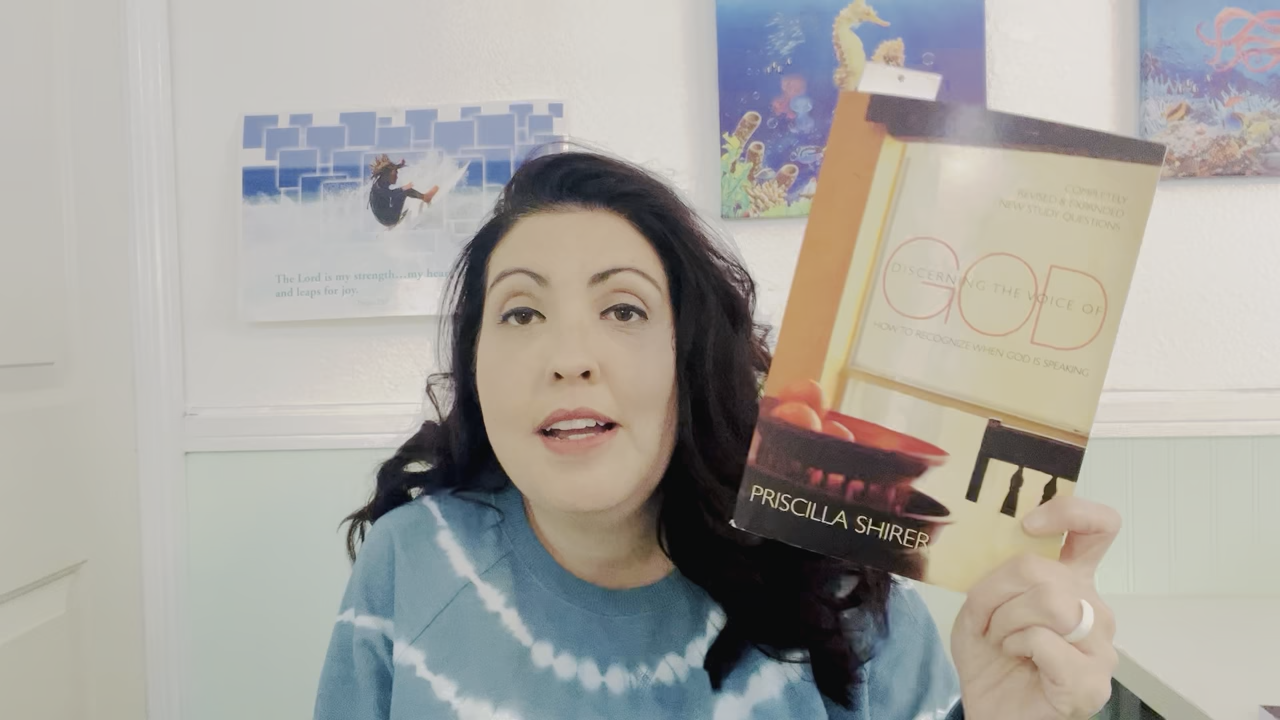 The Lord is my strength....my hear
and leaps for joy.
COMPLETELY
REVISED & EXPANDED
NEW STUDY QUESTIONS
DISCERNING THE VOICE OF
GOD
HOW TO RECOGNIZE WHEN GOD IS SPEAKING
PRISCILLA SHIRER